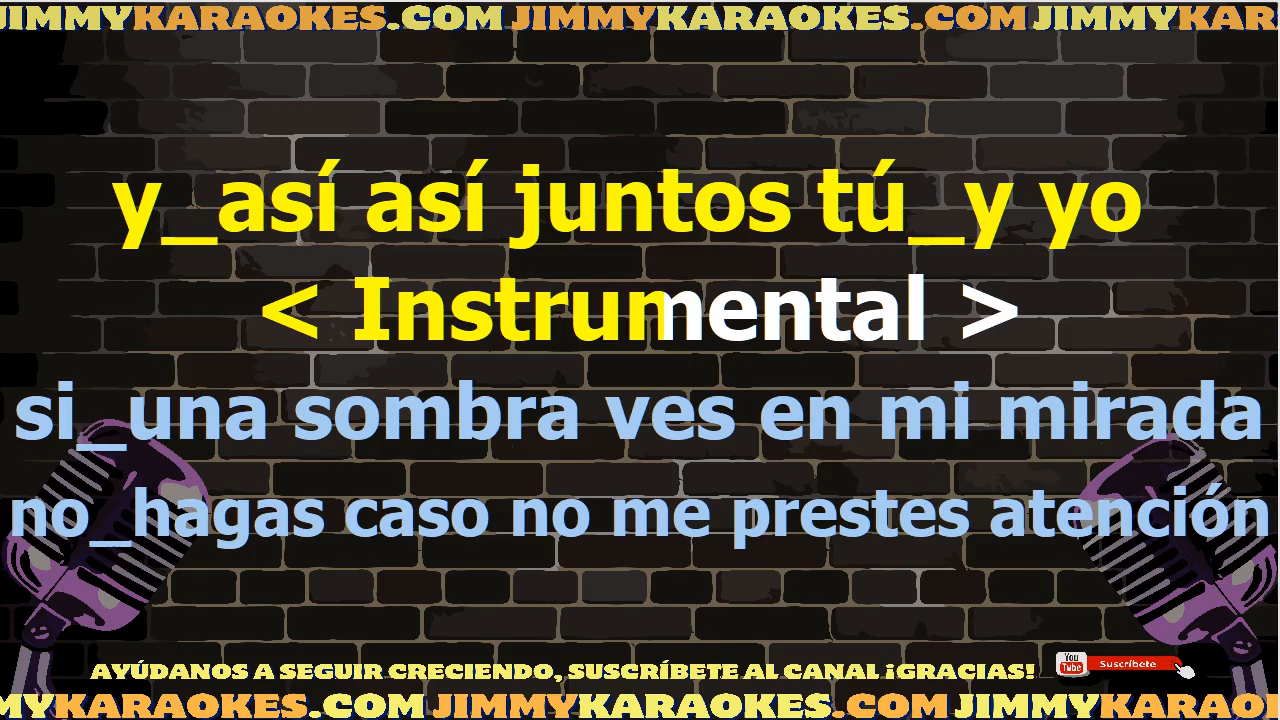 JIMMYKARAOKES.COM JIMMYKARAOKES.COM JIMMYKAR
y_así así juntos tú_y yo
< Instrumental >
si_una sombra ves en mi mirada
no_hagas caso no me prestes atención
AYÚDANOS A SEGUIR CRECIENDO, SUSCRÍBETE AL CANAL ¡GRACIAS!
You Tube Suscríbete
MYKARAOKES.COM JIMMYKARAOKES.COM JIMMYKARAO